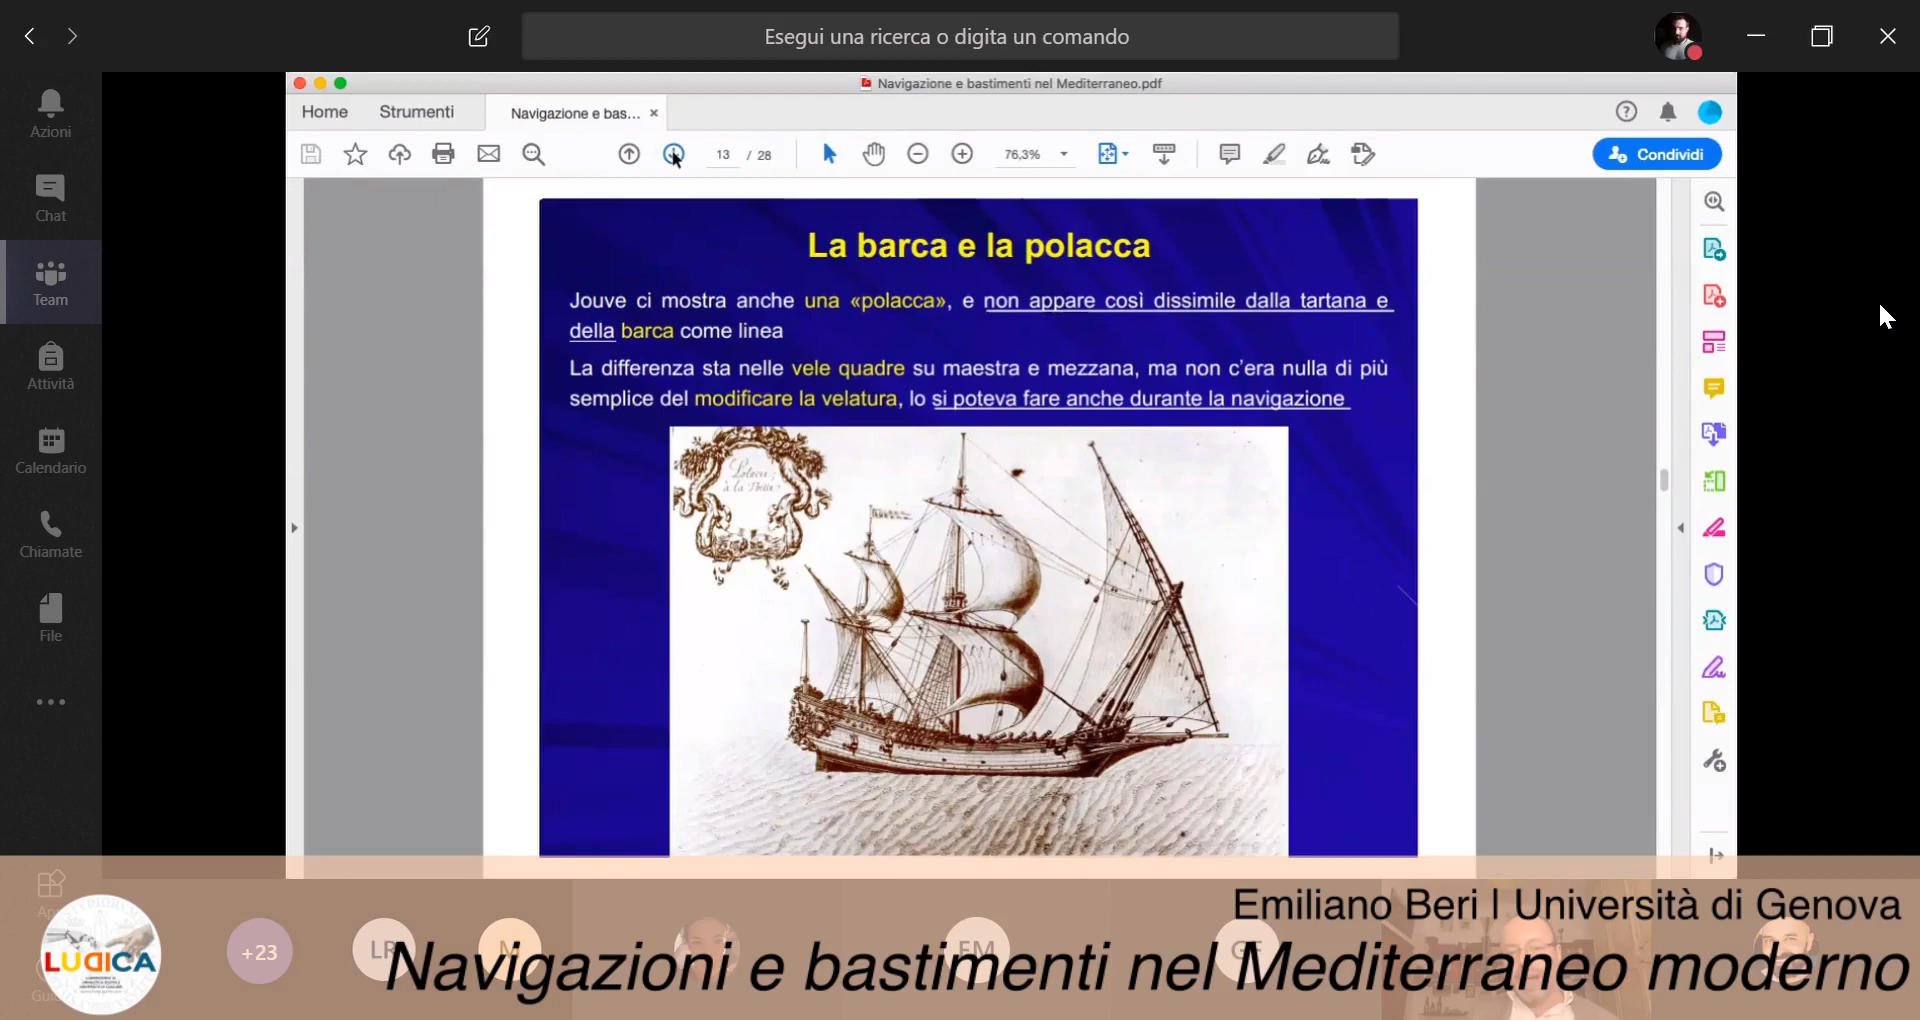 Esegui una ricerca o digita un comando
Azioni
Chat
Team
Attività
Calendario
Chiamate
File
Navigazione e bastimenti nel Mediterraneo.pdf
Home Strumenti Navigazione e bas... ×
13 / 28 76,3% Condividi
La barca e la polacca
Jouve ci mostra anche una «polacca», e non appare così dissimile dalla tartana e
della barca come linea
La differenza sta nelle vele quadre su maestra e mezzana, ma non c'era nulla di più
semplice del modificare la velatura, lo si poteva fare anche durante la navigazione
Emiliano Beri | Università di Genova
Navigazioni e bastimenti nel Mediterraneo moderno
LUDICA
+23
LR
M
EM